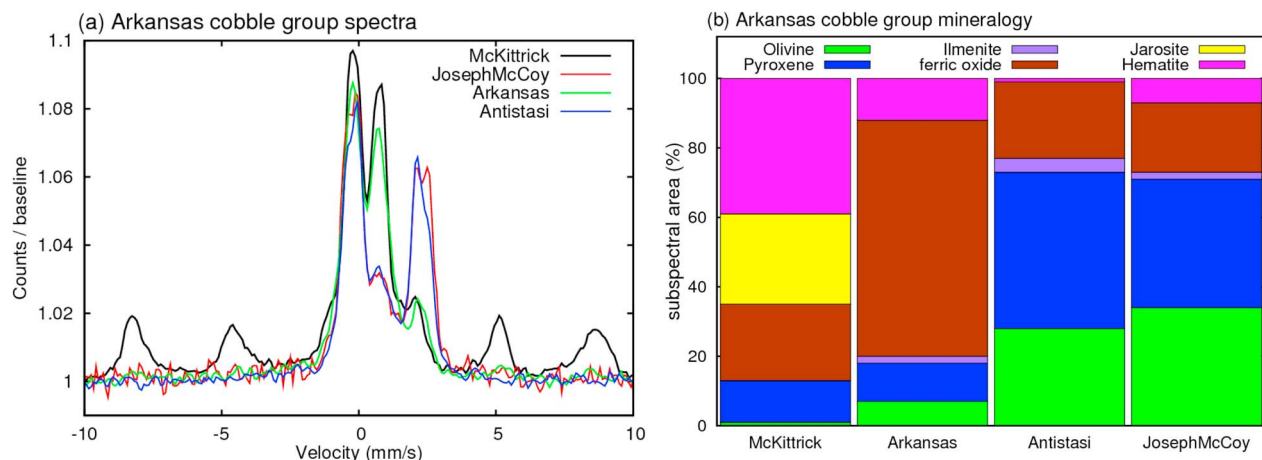 (a) Arkansas cobble group spectra
1.1
1.08
1.06
1.04
1.02
1
Counts / baseline
McKittrick
JosephMcCoy
Arkansas
Antistasi
-10
-5
0
5
10
Velocity (mm/s)
(b) Arkansas cobble group mineralogy
Olivine
Ilmenite
Jarosite
Pyroxene
ferric oxide
Hematite
100
80
60
40
20
0
subspectral area (%)
McKittrick
Arkansas
Antistasi
JosephMcCoy